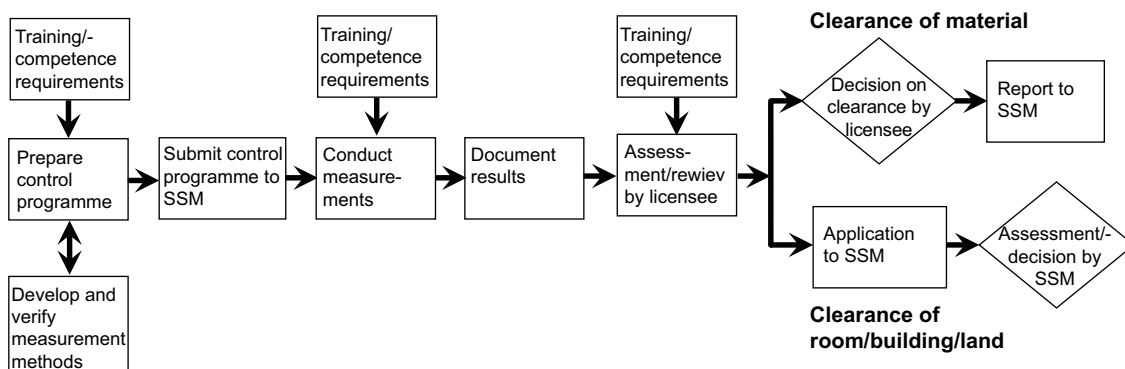 Training/-
competence
requirements
Training/
competence
requirements
Training/
competence
requirements
Clearance of material
Decision on
clearance by
licensee
Report to
SSM
Prepare
control
programme
Submit control
programme to
SSM
Conduct
measure-
ments
Document
results
Assess-
ment/rewiev
by licensee
Develop and
verify
measurement
methods
Application
to SSM
Assessment/-
decision by
SSM
Clearance of
room/building/land